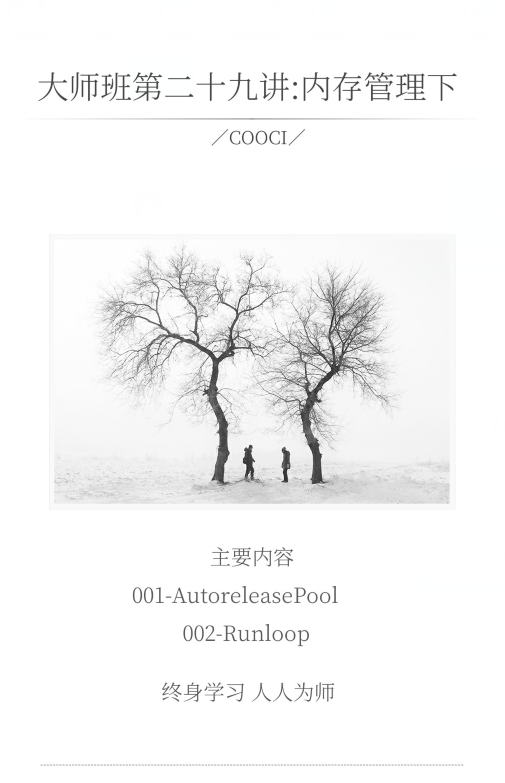 大师班第二十九讲:内存管理下
／COOCI／
主要内容
001-AutoreleasePool
002-Runloop
终身学习 人人为师